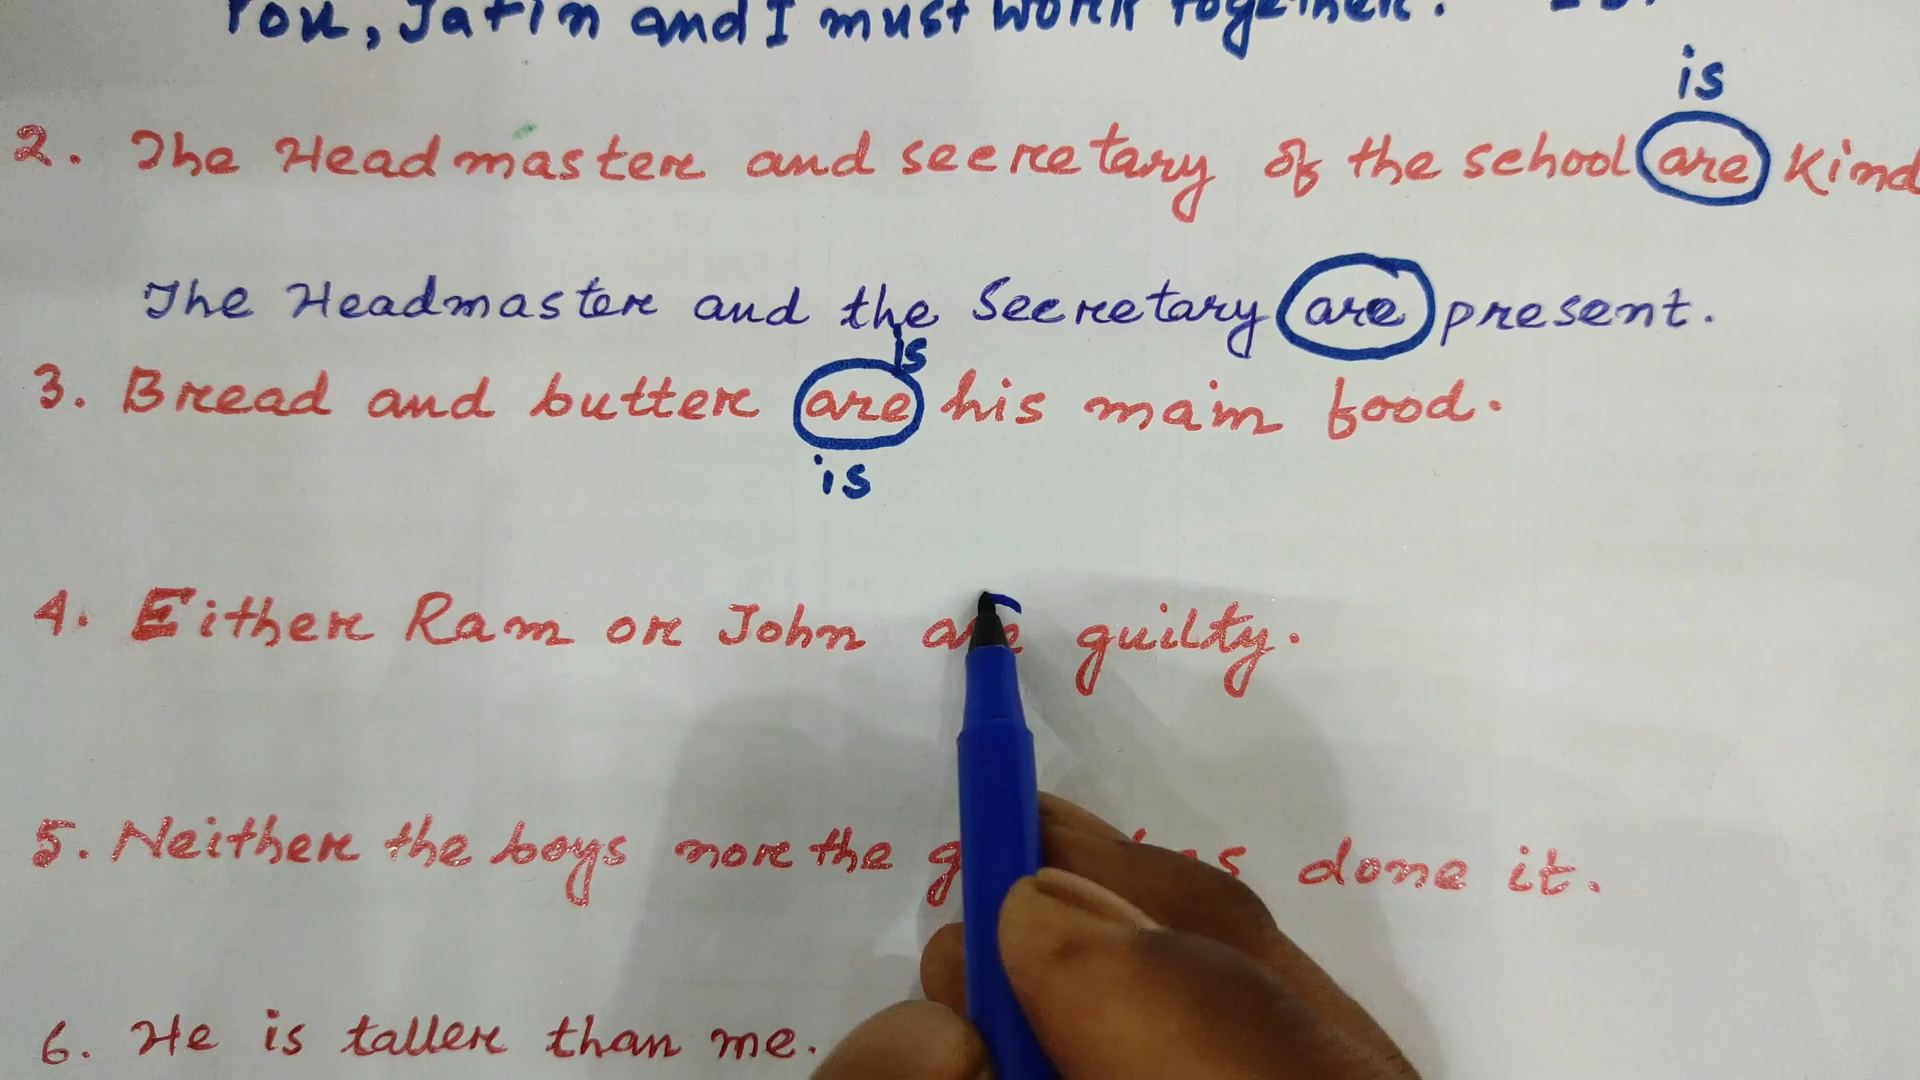 You, Jatin and I must work together.
is
2. The Headmaster and secretary of the school are kind
The Headmaster and the Secretary are present.
is
3. Bread and butter are his main food.
is
4. Either Ram or John are guilty.
5. Neither the boys nor the done it.
6. He is taller than me.